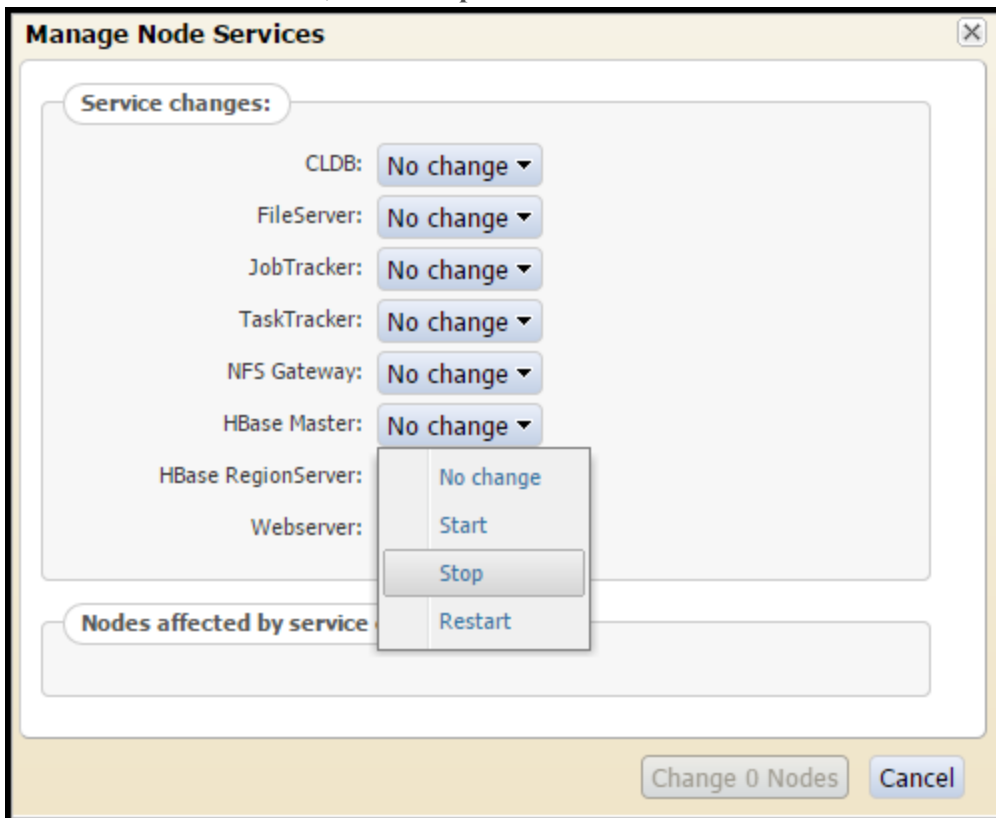 Manage Node Services
Service changes:
CLDB: No change
FileServer: No change
JobTracker: No change
TaskTracker: No change
NFS Gateway: No change
HBase Master: No change
HBase RegionServer: No change
Webserver: Start
Stop
Nodes affected by service Restart
Change 0 Nodes Cancel